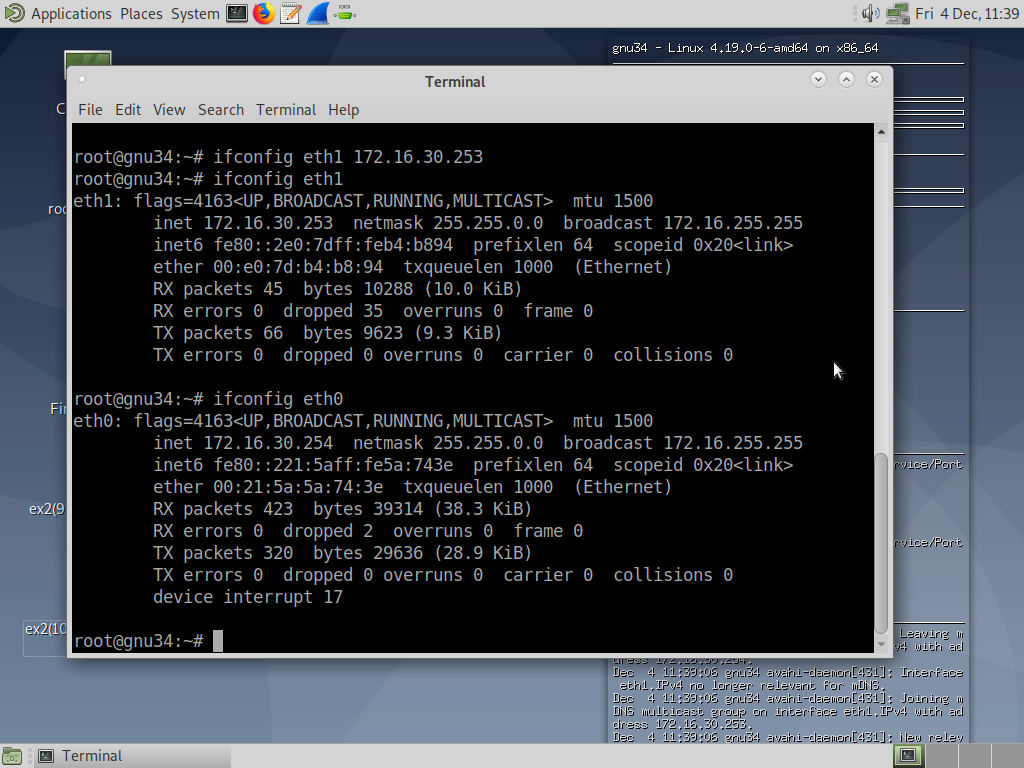 Applications Places System Fri 4 Dec, 11:39
gnu34 - Linux 4.19.0-6-amd64 on x86_64
Terminal
File Edit View Search Terminal Help
root@gnu34:~# ifconfig eth1 172.16.30.253
root@gnu34:~# ifconfig eth1
eth1: flags=4163<UP,BROADCAST,RUNNING,MULTICAST>  mtu 1500
        inet 172.16.30.253  netmask 255.255.0.0  broadcast 172.16.255.255
        inet6 fe80::2e0:7dff:feb4:b894  prefixlen 64  scopeid 0x20<link>
        ether 00:e0:7d:b4:b8:94  txqueuelen 1000  (Ethernet)
        RX packets 45  bytes 10288 (10.0 KiB)
        RX errors 0  dropped 35  overruns 0  frame 0
        TX packets 66  bytes 9623 (9.3 KiB)
        TX errors 0  dropped 0 overruns 0  carrier 0  collisions 0
root@gnu34:~# ifconfig eth0
eth0: flags=4163<UP,BROADCAST,RUNNING,MULTICAST>  mtu 1500
        inet 172.16.30.254  netmask 255.255.0.0  broadcast 172.16.255.255
        inet6 fe80::221:5aff:fe5a:743e  prefixlen 64  scopeid 0x20<link>
        ether 00:21:5a:5a:74:3e  txqueuelen 1000  (Ethernet)
        RX packets 423  bytes 39314 (38.3 KiB)
        RX errors 0  dropped 2  overruns 0  frame 0
        TX packets 320  bytes 29636 (28.9 KiB)
        TX errors 0  dropped 0 overruns 0  carrier 0  collisions 0
        device interrupt 17
root@gnu34:~#
C
roo
Fi
ex2(9
ex2(10
rvice/Port
rvice/Port
Leaving m
v4 with ad
dress 172.16.30.254.
Dec  4 11:39:06 gnu34 avahi-daemon[431]: Interface
eth1.IPv4 no longer relevant for mDNS.
Dec  4 11:39:06 gnu34 avahi-daemon[431]: Joining m
DNS multicast group on interface eth1.IPv4 with ad
dress 172.16.30.253.
Dec  4 11:39:06 gnu34 avahi-daemon[431]: New relev
Terminal